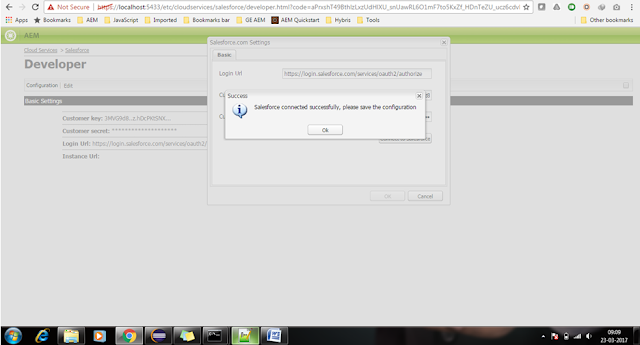 Not Secure | https://localhost:5433/etc/cloudservices/salesforce/developer.html?code=
Apps Bookmarks AEM JavaScript Imported Bookmarks GE AEM AEM Quickstart Hybris Tools Other bookmarks
AEM
Cloud Services > Salesforce
Developer
Configuration Edit
Basic Settings
Customer key:
Customer secret: ********************
Login Url: https://login.salesforce.com/services/oauth2/
Instance Url:
Salesforce.com Settings
Basic
Login Url https://login.salesforce.com/services/oauth2/authorize
Success
Salesforce connected successfully, please save the configuration
Ok
Ok Cancel
09:09
23-03-2017